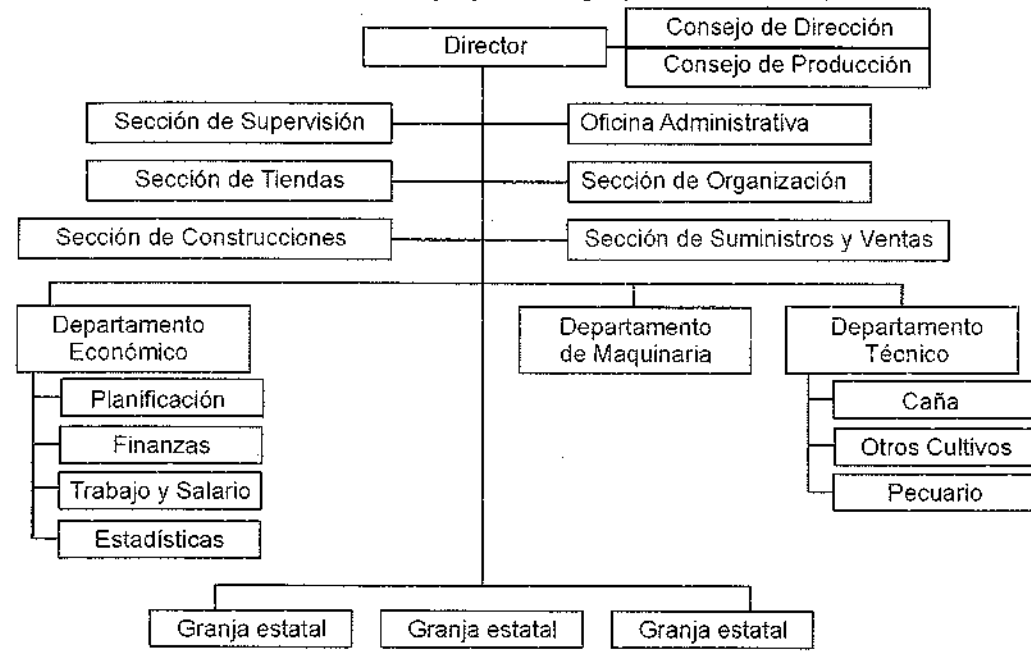 Director
Consejo de Dirección
Consejo de Producción
Sección de Supervisión
Oficina Administrativa
Sección de Tiendas
Sección de Organización
Sección de Construcciones
Sección de Suministros y Ventas
Departamento
Económico
Departamento
de Maquinaria
Departamento
Técnico
Planificación
Finanzas
Trabajo y Salario
Estadísticas
Caña
Otros Cultivos
Pecuario
Granja estatal
Granja estatal
Granja estatal